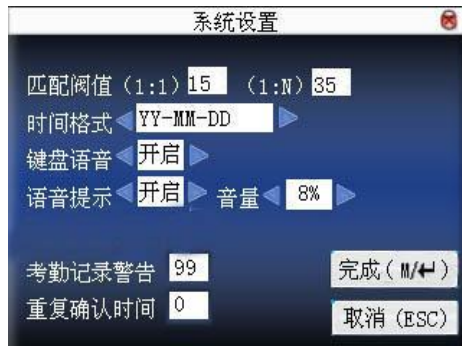 系统设置
匹配阀值（1:1）15 （1:N）35
时间格式 YY-MM-DD
键盘语音 开启
语音提示 开启 音量 8%
考勤记录警告 99
完成(M/↵)
重复确认时间 0
取消 (ESC)